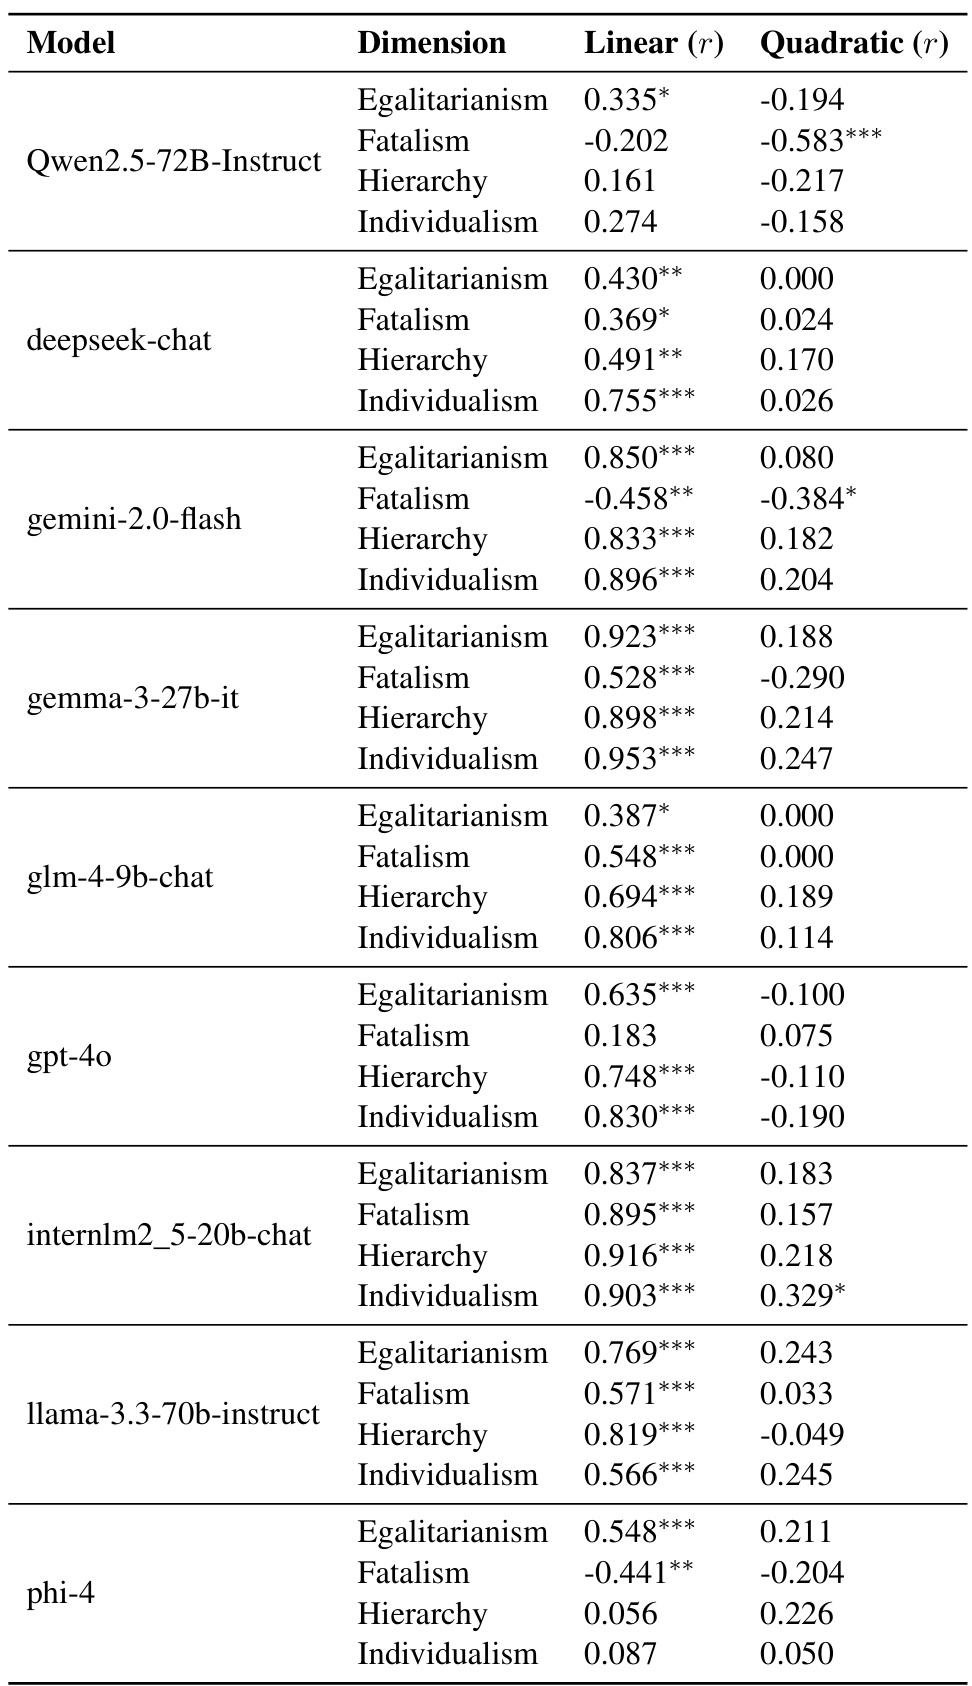 Model Dimension Linear (r) Quadratic (r)
Qwen2.5-72B-Instruct
Egalitarianism 0.335* -0.194
Fatalism -0.202 -0.583***
Hierarchy 0.161 -0.217
Individualism 0.274 -0.158
deepseek-chat
Egalitarianism 0.430** 0.000
Fatalism 0.369* 0.024
Hierarchy 0.491** 0.170
Individualism 0.755*** 0.026
gemini-2.0-flash
Egalitarianism 0.850*** 0.080
Fatalism -0.458** -0.384*
Hierarchy 0.833*** 0.182
Individualism 0.896*** 0.204
gemma-3-27b-it
Egalitarianism 0.923*** 0.188
Fatalism 0.528*** -0.290
Hierarchy 0.898*** 0.214
Individualism 0.953*** 0.247
glm-4-9b-chat
Egalitarianism 0.387* 0.000
Fatalism 0.548*** 0.000
Hierarchy 0.694*** 0.189
Individualism 0.806*** 0.114
gpt-4o
Egalitarianism 0.635*** -0.100
Fatalism 0.183 0.075
Hierarchy 0.748*** -0.110
Individualism 0.830*** -0.190
internlm2_5-20b-chat
Egalitarianism 0.837*** 0.183
Fatalism 0.895*** 0.157
Hierarchy 0.916*** 0.218
Individualism 0.903*** 0.329*
llama-3.3-70b-instruct
Egalitarianism 0.769*** 0.243
Fatalism 0.571*** 0.033
Hierarchy 0.819*** -0.049
Individualism 0.566*** 0.245
phi-4
Egalitarianism 0.548*** 0.211
Fatalism -0.441** -0.204
Hierarchy 0.056 0.226
Individualism 0.087 0.050